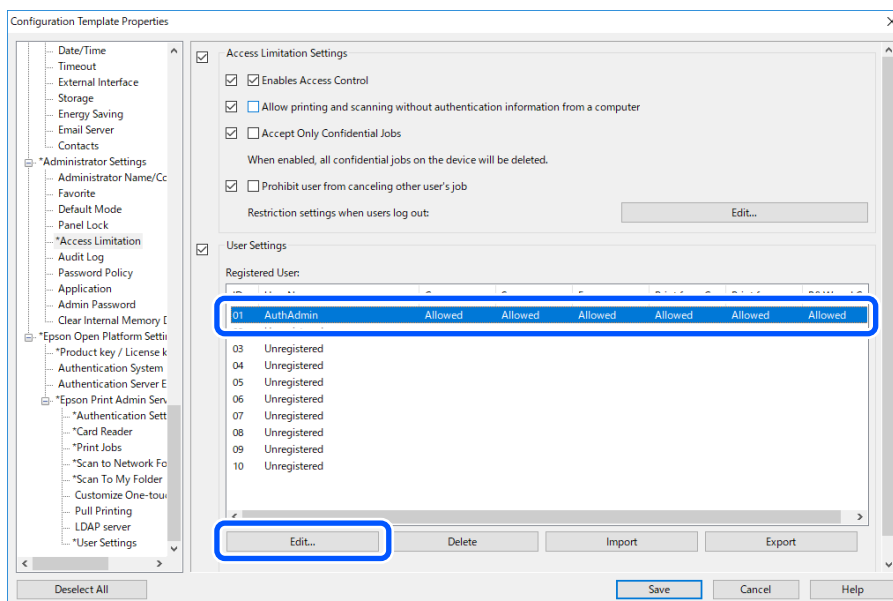 Configuration Template Properties
Date/Time
Timeout
External Interface
Storage
Energy Saving
Email Server
Contacts
*Administrator Settings
Administrator Name/Co
Favorite
Default Mode
Panel Lock
*Access Limitation
Audit Log
Password Policy
Application
Admin Password
Clear Internal Memory D
*Epson Open Platform Settin
*Product key / License k
Authentication System
Authentication Server E
*Epson Print Admin Serv
*Authentication Sett
*Card Reader
*Print Jobs
*Scan to Network Fo
*Scan To My Folder
Customize One-touc
Pull Printing
LDAP server
*User Settings
Access Limitation Settings
Enables Access Control
Allow printing and scanning without authentication information from a computer
Accept Only Confidential Jobs
When enabled, all confidential jobs on the device will be deleted.
Prohibit user from canceling other user's job
Restriction settings when users log out: Edit...
User Settings
Registered User:
01 AuthAdmin Allowed Allowed Allowed Allowed Allowed Allowed
03 Unregistered
04 Unregistered
05 Unregistered
06 Unregistered
07 Unregistered
08 Unregistered
09 Unregistered
10 Unregistered
Edit... Delete Import Export
Deselect All Save Cancel Help